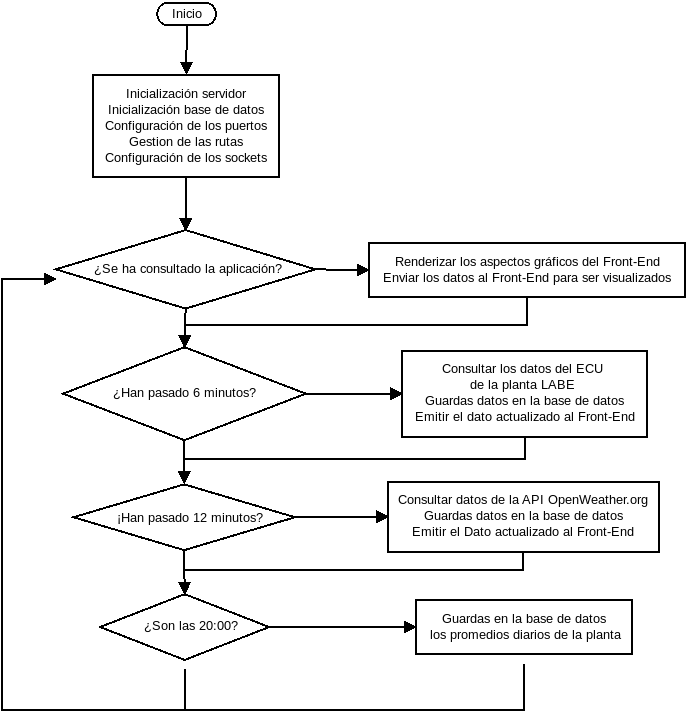 Inicio
Inicialización servidor
Inicialización base de datos
Configuración de los puertos
Gestion de las rutas
Configuración de los sockets
¿Se ha consultado la aplicación?
Renderizar los aspectos gráficos del Front-End
Enviar los datos al Front-End para ser visualizados
¿Han pasado 6 minutos?
Consultar los datos del ECU
de la planta LABE
Guardas datos en la base de datos
Emitir el dato actualizado al Front-End
¡Han pasado 12 minutos?
Consultar datos de la API OpenWeather.org
Guardas datos en la base de datos
Emitir el Dato actualizado al Front-End
¿Son las 20:00?
Guardas en la base de datos
los promedios diarios de la planta